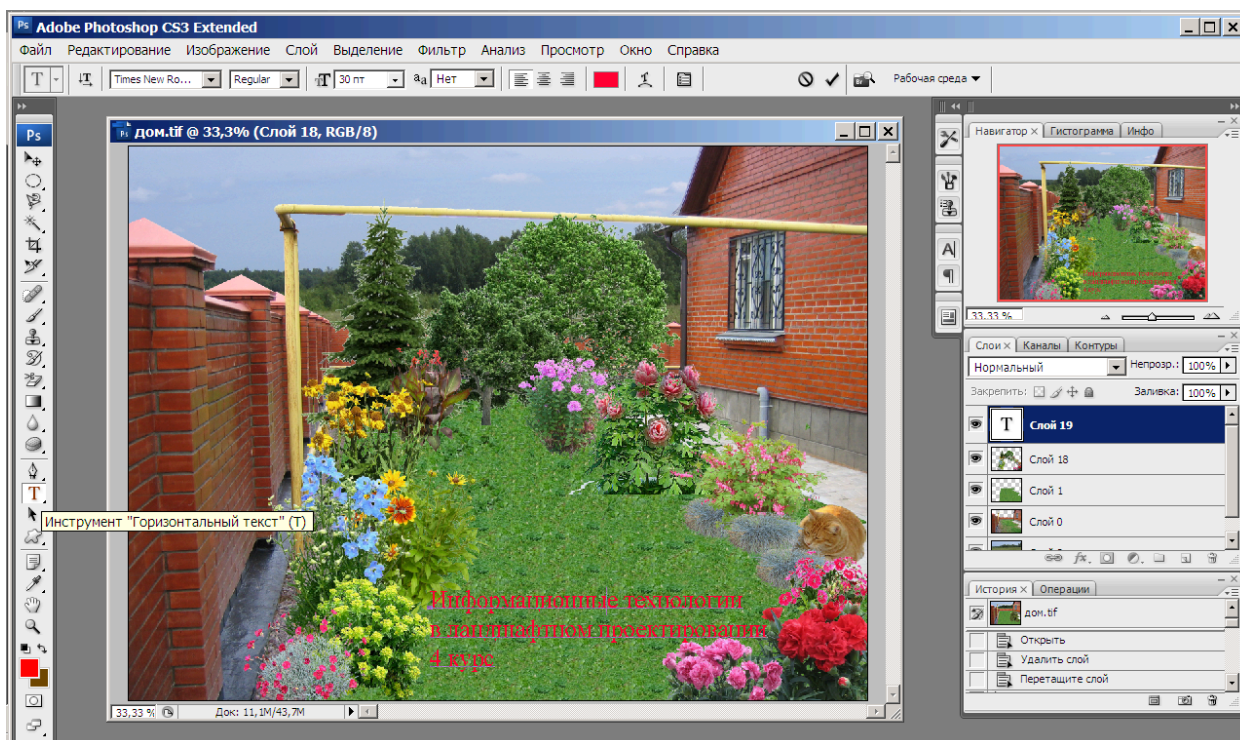 Ps Adobe Photoshop CS3 Extended
Файл Редактирование Изображение Слой Выделение Фильтр Анализ Просмотр Окно Справка
T Times New Ro... Regular 30 пт aa Нет Рабочая среда
Ps
дом.tif @ 33,3% (Слой 18, RGB/8)
Навигатор × Гистограмма Инфо
33,33 %
Слои × Каналы Контуры
Нормальный Непрозр.: 100%
Закрепить: Заливка: 100%
T Слой 19
Слой 18
Слой 1
Слой 0
История × Операции
дом.tif
Открыть
Удалить слой
Перетащите слой
T
Инструмент "Горизонтальный текст" (T)
Информационные технологии
в ландшафтном проектировании
4 курс
33,33 % Док: 11,1M/43,7M